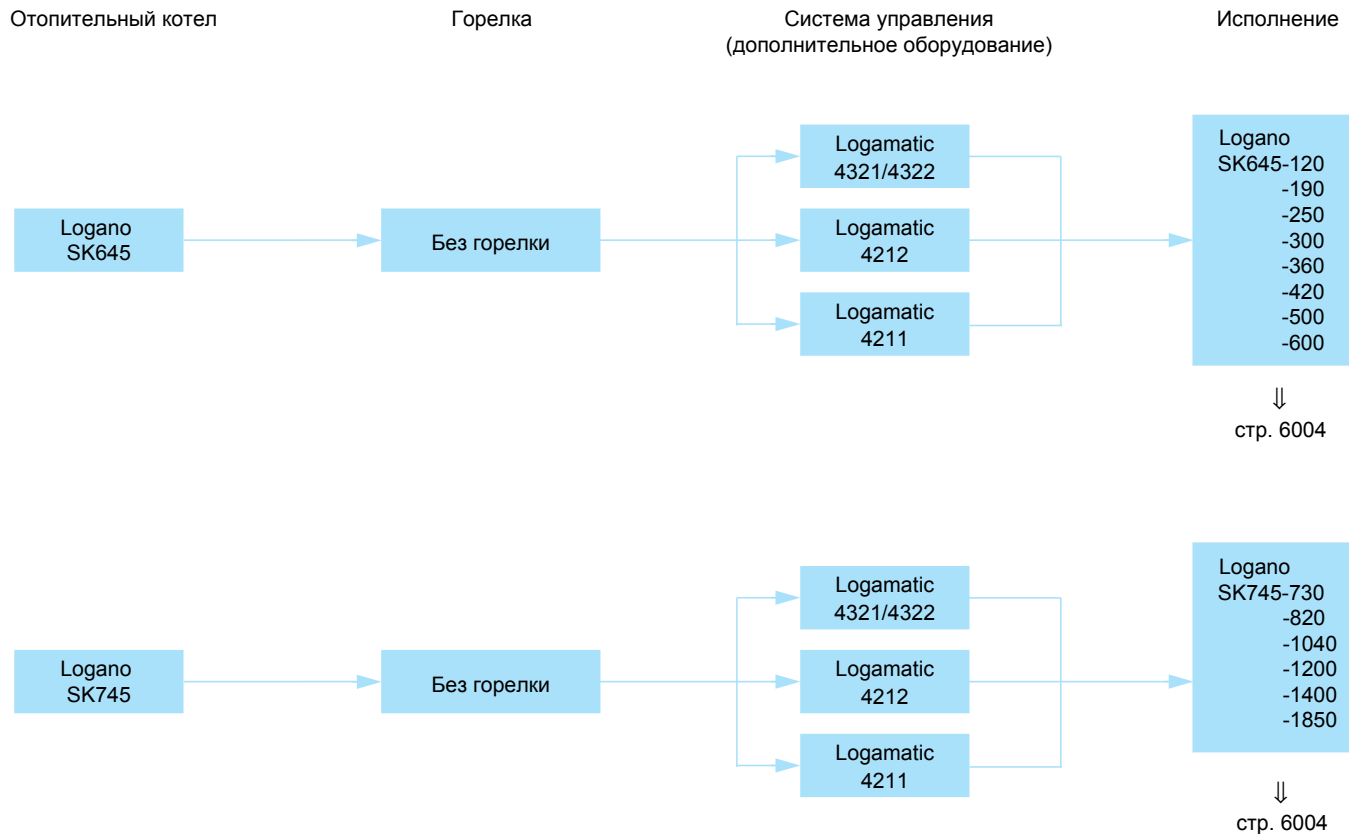 Отопительный котел
Горелка
Система управления
(дополнительное оборудование)
Исполнение
Logano
SK645
Без горелки
Logamatic
4321/4322
Logamatic
4212
Logamatic
4211
Logano
SK645-120
-190
-250
-300
-360
-420
-500
-600
⇓
стр. 6004
Logano
SK745
Без горелки
Logamatic
4321/4322
Logamatic
4212
Logamatic
4211
Logano
SK745-730
-820
-1040
-1200
-1400
-1850
⇓
стр. 6004